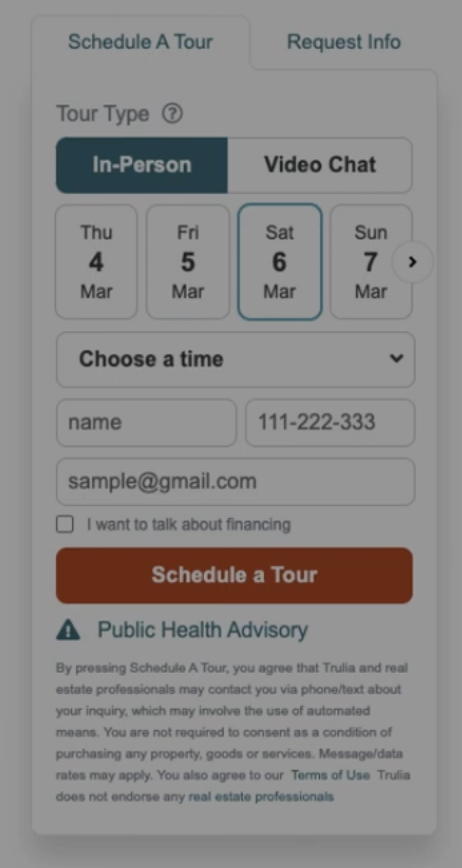 Schedule A Tour
Request Info
Tour Type ?
In-Person
Video Chat
Thu
4
Mar
Fri
5
Mar
Sat
6
Mar
Sun
7
Mar
Choose a time
name
111-222-333
sample@gmail.com
I want to talk about financing
Schedule a Tour
Public Health Advisory
By pressing Schedule A Tour, you agree that Trulia and real
estate professionals may contact you via phone/text about
your inquiry, which may involve the use of automated
means. You are not required to consent as a condition of
purchasing any property, goods or services. Message/data
rates may apply. You also agree to our Terms of Use Trulia
does not endorse any real estate professionals